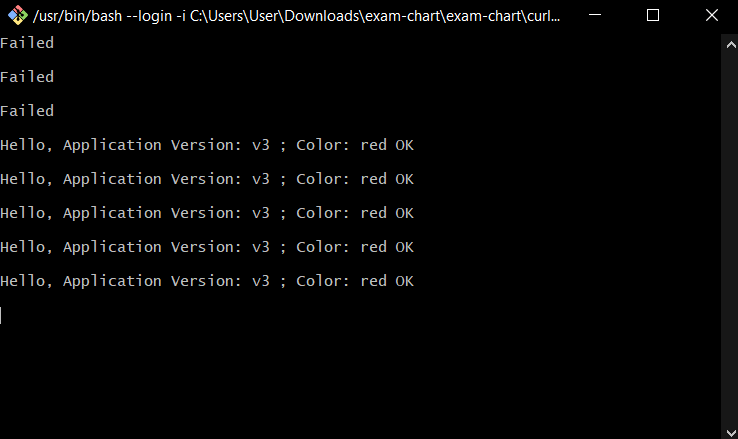 /usr/bin/bash --login -i C:\Users\User\Downloads\exam-chart\exam-chart\curl...
Failed
Failed
Failed
Hello, Application Version: v3 ; Color: red OK
Hello, Application Version: v3 ; Color: red OK
Hello, Application Version: v3 ; Color: red OK
Hello, Application Version: v3 ; Color: red OK
Hello, Application Version: v3 ; Color: red OK